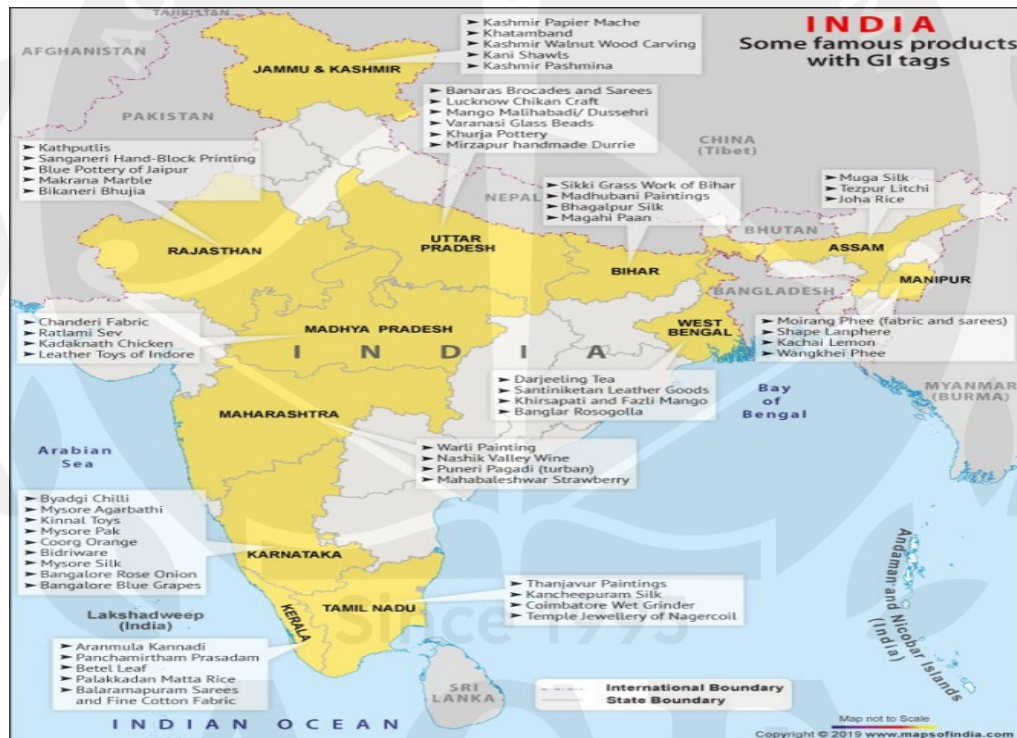 INDIA
Some famous products
with GI tags
TAJIKISTAN
AFGHANISTAN
PAKISTAN
CHINA
(Tibet)
NEPAL
BHUTAN
BANGLADESH
MYANMAR
(BURMA)
SRI
LANKA
JAMMU & KASHMIR
► Kashmir Papier Mache
► Khatamband
► Kashmir Walnut Wood Carving
► Kani Shawls
► Kashmir Pashmina
UTTAR
PRADESH
► Banaras Brocades and Sarees
► Lucknow Chikan Craft
► Mango Malihabadi/ Dussehri
► Varanasi Glass Beads
► Khurja Pottery
► Mirzapur handmade Durrie
RAJASTHAN
► Kathputlis
► Sanganeri Hand-Block Printing
► Blue Pottery of Jaipur
► Makrana Marble
► Bikaneri Bhujia
BIHAR
► Sikki Grass Work of Bihar
► Madhubani Paintings
► Bhagalpur Silk
► Magahi Paan
ASSAM
► Muga Silk
► Tezpur Litchi
► Joha Rice
MANIPUR
► Moirang Phee (fabric and sarees)
► Shape Lanphere
► Kachai Lemon
► Wangkhei Phee
MADHYA PRADESH
► Chanderi Fabric
► Ratlami Sev
► Kadaknath Chicken
► Leather Toys of Indore
INDIA
WEST
BENGAL
► Darjeeling Tea
► Santiniketan Leather Goods
► Khirsapati and Fazli Mango
► Banglar Rosogolla
MAHARASHTRA
► Warli Painting
► Nashik Valley Wine
► Puneri Pagadi (turban)
► Mahabaleshwar Strawberry
KARNATAKA
► Byadgi Chilli
► Mysore Agarbathi
► Kinnal Toys
► Mysore Pak
► Coorg Orange
► Bidriware
► Mysore Silk
► Bangalore Rose Onion
► Bangalore Blue Grapes
TAMIL NADU
► Thanjavur Paintings
► Kancheepuram Silk
► Coimbatore Wet Grinder
► Temple Jewellery of Nagercoil
KERALA
► Aranmula Kannadi
► Panchamirtham Prasadam
► Betel Leaf
► Palakkadan Matta Rice
► Balaramapuram Sarees
and Fine Cotton Fabric
Arabian
Sea
Bay
of
Bengal
Lakshadweep
(India)
Andaman and Nicobar Islands
(India)
INDIAN OCEAN
Since 1995
International Boundary
State Boundary
Map not to Scale
Copyright © 2019 www.mapsofindia.com